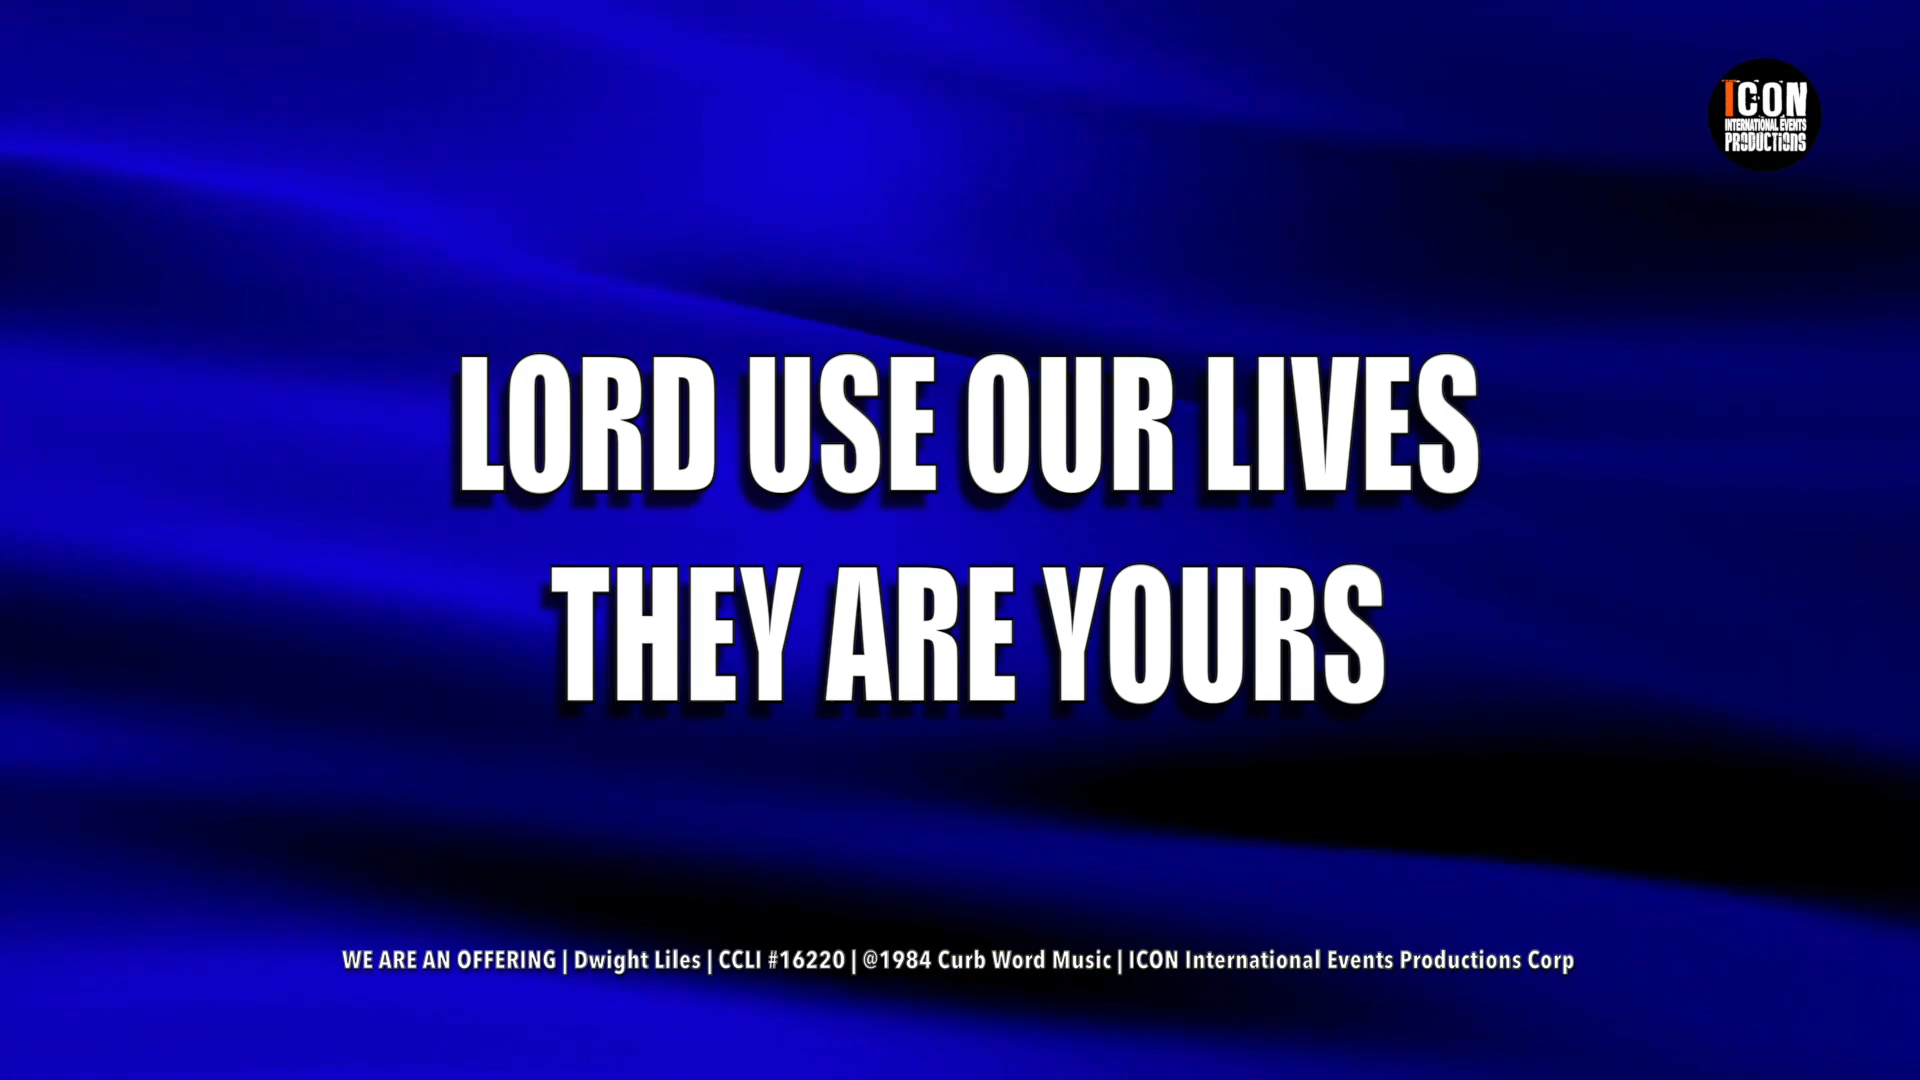 ICON
INTERNATIONAL EVENTS
PRODUCTIONS
LORD USE OUR LIVES
THEY ARE YOURS
WE ARE AN OFFERING | Dwight Liles | CCLI #16220 | @1984 Curb Word Music | ICON International Events Productions Corp